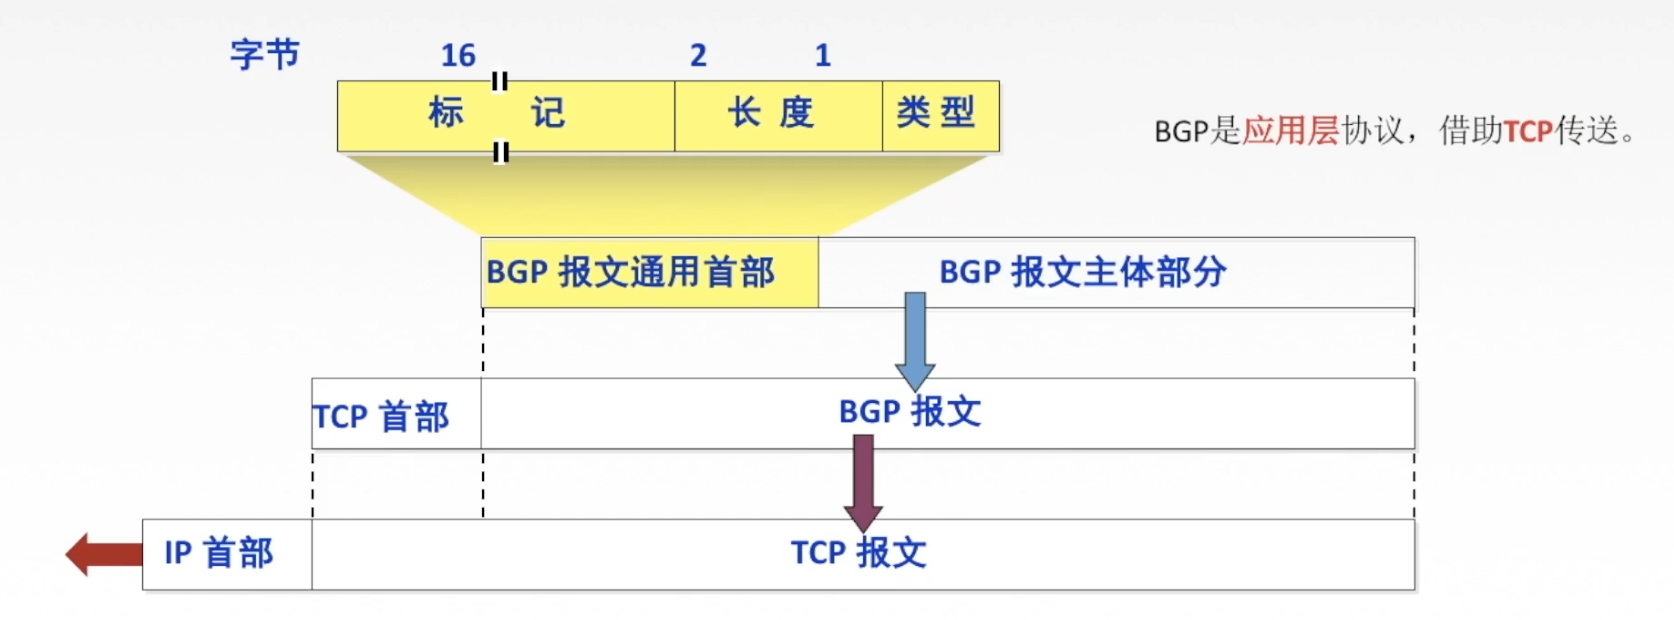 字节 16 2 1
标 记 长 度 类 型
BGP是应用层协议，借助TCP传送。
BGP 报文通用首部 BGP 报文主体部分
TCP 首部 BGP 报文
IP 首部 TCP 报文